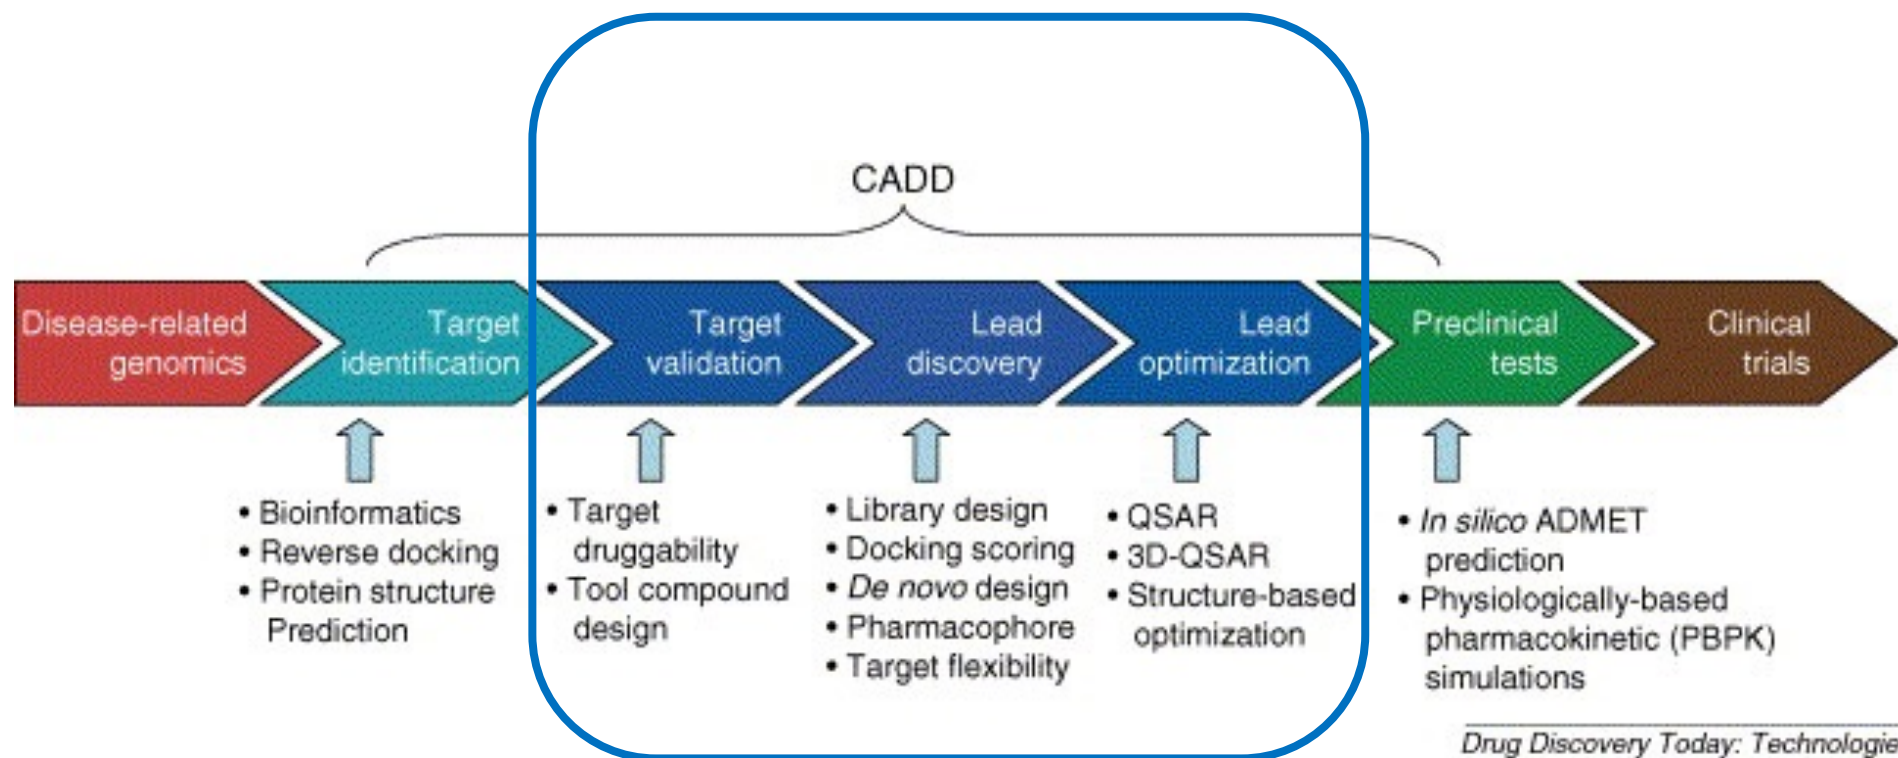 CADD
Disease-related
genomics
Target
identification
Target
validation
Lead
discovery
Lead
optimization
Preclinical
tests
Clinical
trials
• Bioinformatics
• Reverse docking
• Protein structure
Prediction
• Target
druggability
• Tool compound
design
• Library design
• Docking scoring
• De novo design
• Pharmacophore
• Target flexibility
• QSAR
• 3D-QSAR
• Structure-based
optimization
• In silico ADMET
prediction
• Physiologically-based
pharmacokinetic (PBPK)
simulations
Drug Discovery Today: Technologie